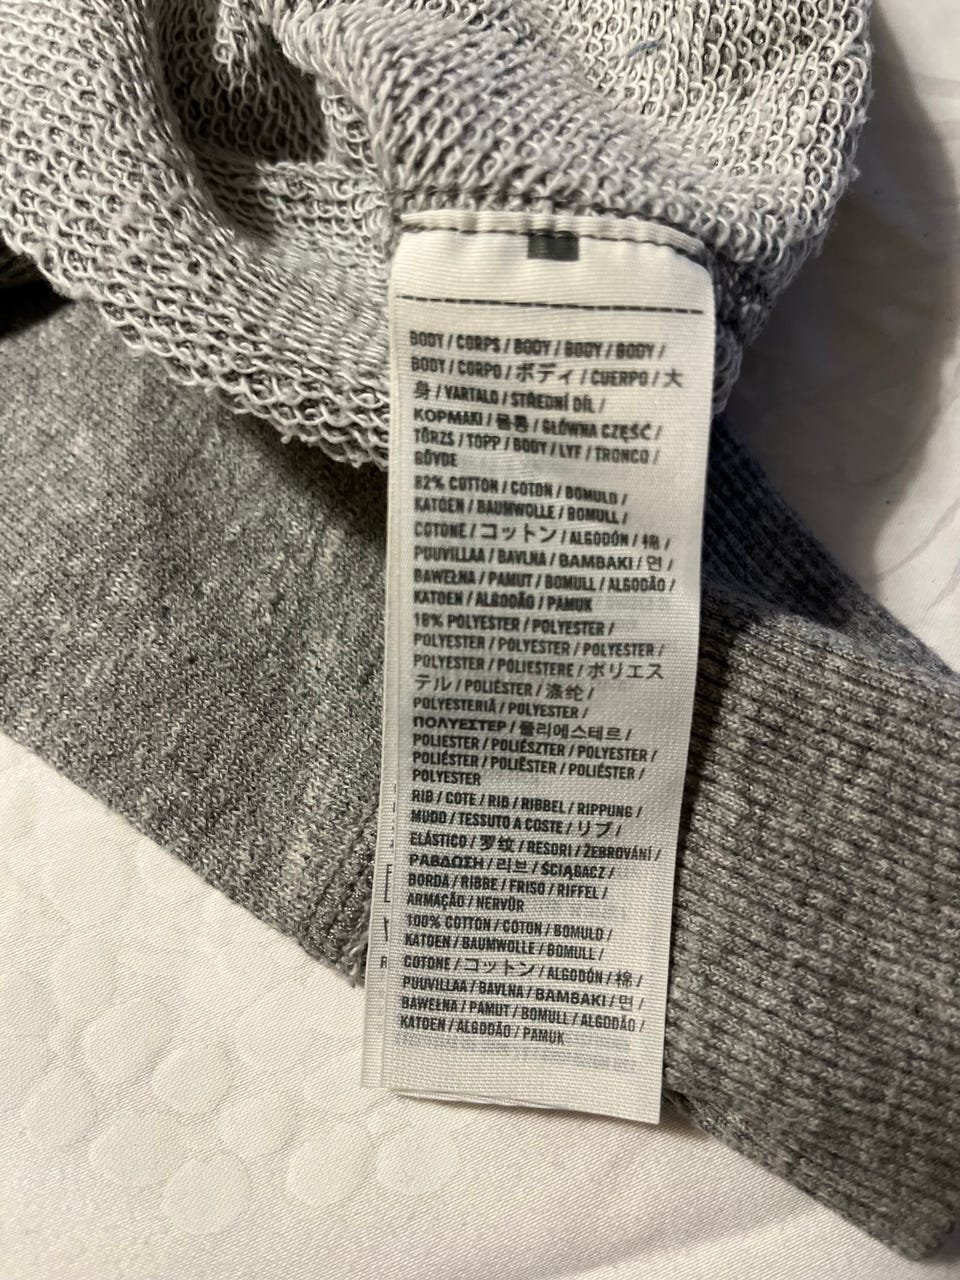 BODY / CORPS / BODY / BODY / BODY /
BODY / CORPO / ボディ / CUERPO / 大
身 / VARTALO / STŘEDNÍ DÍL /
ΚΟΡΜΑΚΙ / 몸통 / GŁÓWNA CZĘŚĆ /
TÖRZS / TOPP / BODY / LYF / TRONCO /
GÖVDE
82% COTTON / COTON / BOMULD /
KATOEN / BAUMWOLLE / BOMULL /
COTONE / コットン / ALGODÓN / 棉 /
PUUVILLAA / BAVLNA / ΒΑΜΒΑΚΙ / 면 /
BAWEŁNA / PAMUT / BOMULL / ALGODÃO /
KATOEN / ALGODÃO / PAMUK
18% POLYESTER / POLYESTER /
POLYESTER / POLYESTER / POLYESTER /
POLYESTER / POLIESTERE / ポリエス
テル / POLIÉSTER / 涤纶 /
POLYESTERIÄ / POLYESTER /
ΠΟΛΥΕΣΤΕΡ / 폴리에스테르 /
POLIESTER / POLIÉSZTER / POLYESTER /
POLIÉSTER / POLIËSTER / POLIÉSTER /
POLYESTER
RIB / COTE / RIB / RIBBEL / RIPPUNG /
MUDD / TESSUTO A COSTE / リブ /
ELÁSTICO / 罗纹 / RESORI / ŽEBROVÁNÍ /
ΡΑΒΔΩΣΗ / 리브 / ŚCIĄGACZ /
BORDA / RIBBE / FRISO / RIFFEL /
ARMAÇÃO / NERVÜR
100% COTTON / COTON / BOMULD /
KATOEN / BAUMWOLLE / BOMULL /
COTONE / コットン / ALGODÓN / 棉 /
PUUVILLAA / BAVLNA / ΒΑΜΒΑΚΙ / 면 /
BAWEŁNA / PAMUT / BOMULL / ALGODÃO /
KATOEN / ALGODÃO / PAMUK